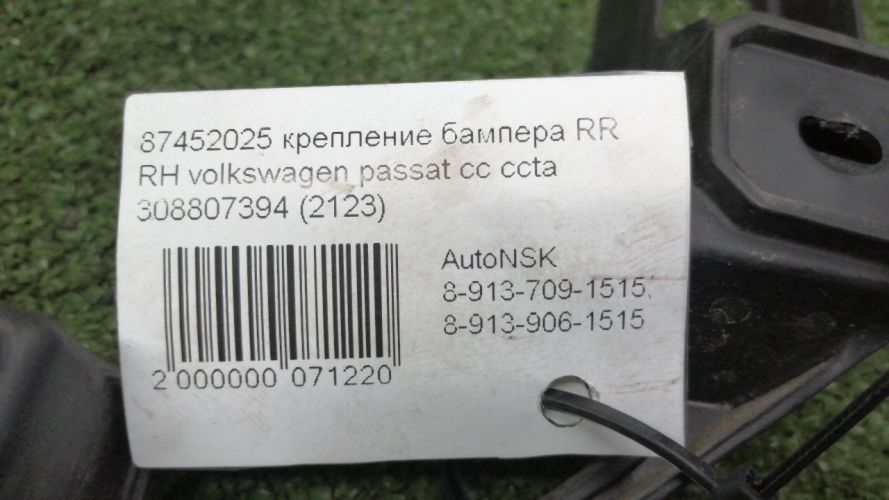 87452025 крепление бампера RR
RH volkswagen passat cc ccta
308807394 (2123)
AutoNSK
8-913-709-1515,
8-913-906-1515
2 000000 071220